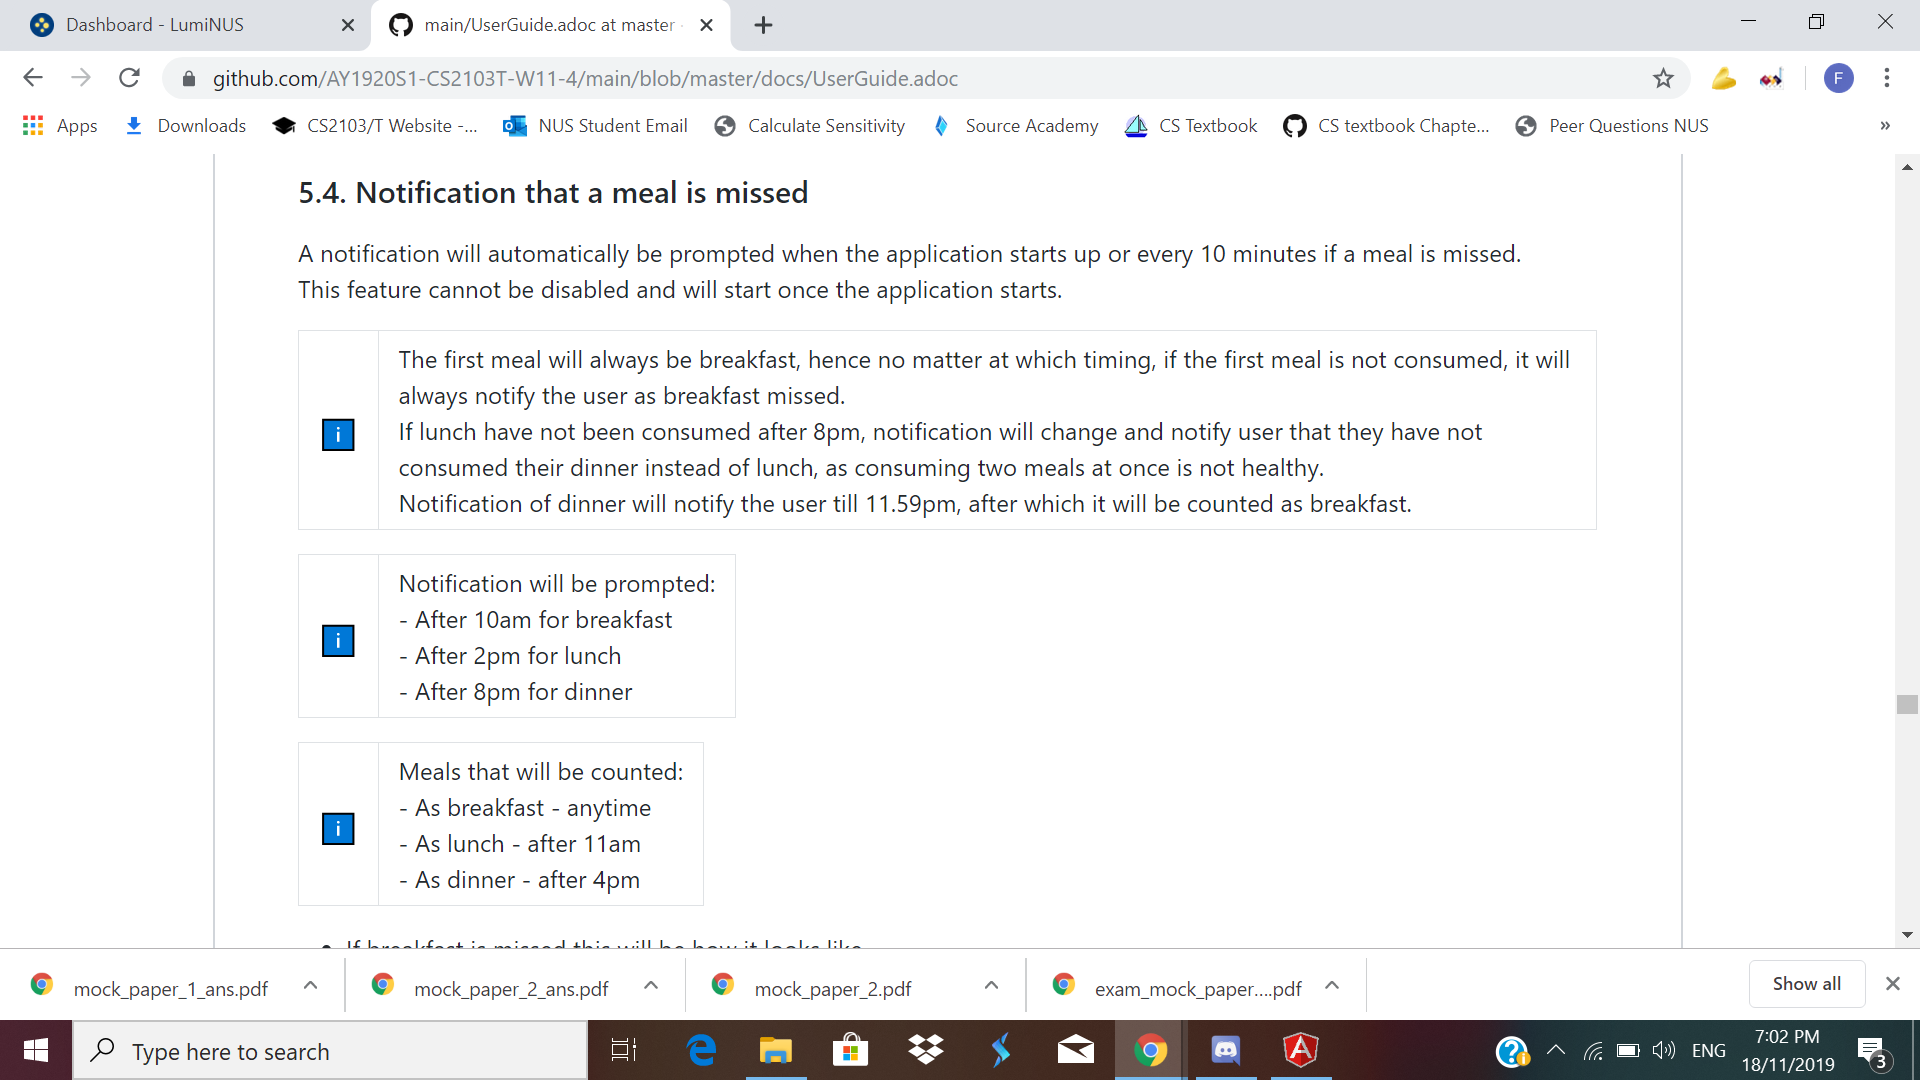 Dashboard - LumiNUS
main/UserGuide.adoc at master
github.com/AY1920S1-CS2103T-W11-4/main/blob/master/docs/UserGuide.adoc
F
Apps
Downloads
CS2103/T Website -...
NUS Student Email
Calculate Sensitivity
Source Academy
CS Textbook
CS textbook Chapte...
Peer Questions NUS
»
5.4. Notification that a meal is missed
A notification will automatically be prompted when the application starts up or every 10 minutes if a meal is missed.
This feature cannot be disabled and will start once the application starts.
The first meal will always be breakfast, hence no matter at which timing, if the first meal is not consumed, it will
always notify the user as breakfast missed.
i
If lunch have not been consumed after 8pm, notification will change and notify user that they have not
consumed their dinner instead of lunch, as consuming two meals at once is not healthy.
Notification of dinner will notify the user till 11.59pm, after which it will be counted as breakfast.
Notification will be prompted:
- After 10am for breakfast
i
- After 2pm for lunch
- After 8pm for dinner
Meals that will be counted:
- As breakfast - anytime
i
- As lunch - after 11am
- As dinner - after 4pm
If breakfast is missed this will be how it looks like
mock_paper_1_ans.pdf
mock_paper_2_ans.pdf
mock_paper_2.pdf
exam_mock_paper....pdf
Show all
Type here to search
ENG
7:02 PM
18/11/2019
3